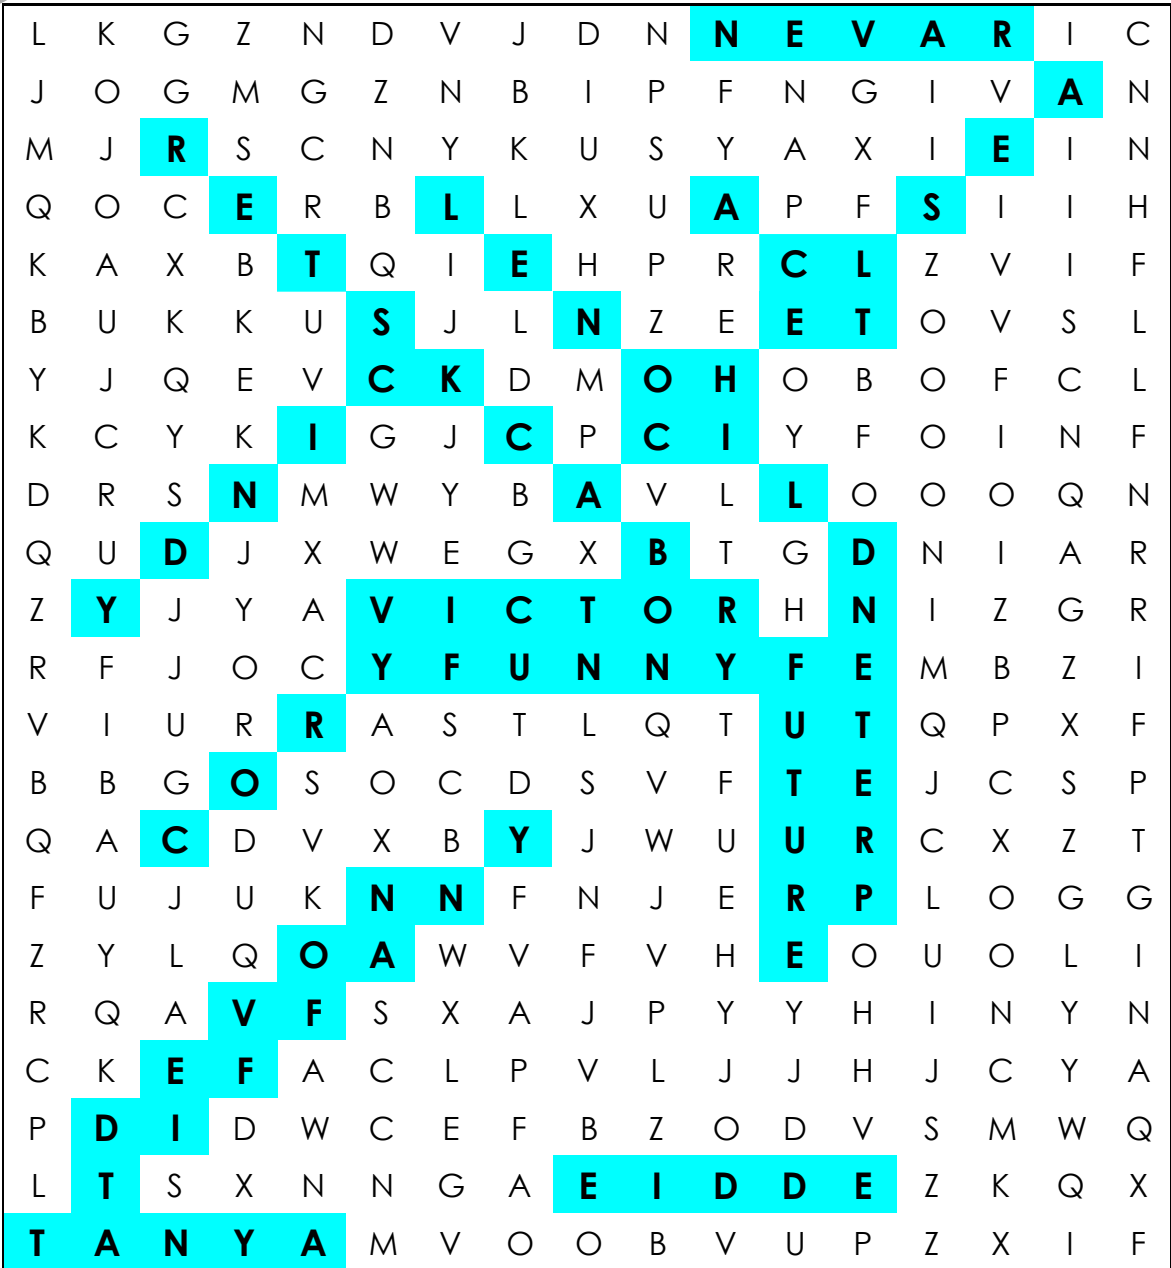 L K G Z N D V J D N N E V A R I C
J O G M G Z N B I P F N G I V A N
M J R S C N Y K U S Y A X I E I N
Q O C E R B L L X U A P F S I I H
K A X B T Q I E H P R C L Z V I F
B U K K U S J L N Z E E T O V S L
Y J Q E V C K D M O H O B O F C L
K C Y K I G J C P C I Y F O I N F
D R S N M W Y B A V L L O O O Q N
Q U D J X W E G X B T G D N I A R
Z Y J Y A V I C T O R H N I Z G R
R F J O C Y F U N N Y F E M B Z I
V I U R R A S T L Q T U T Q P X F
B B G O S O C D S V F T E J C S P
Q A C D V X B Y J W U U R C X Z T
F U J U K N N F N J E R P L O G G
Z Y L Q O A W V F V H E O U O L I
R Q A V F S X A J P Y Y H I N Y N
C K E F A C L P V L J J H J C Y A
P D I D W C E F B Z O D V S M W Q
L T S X N N G A E I D D E Z K Q X
T A N Y A M V O O B V U P Z X I F